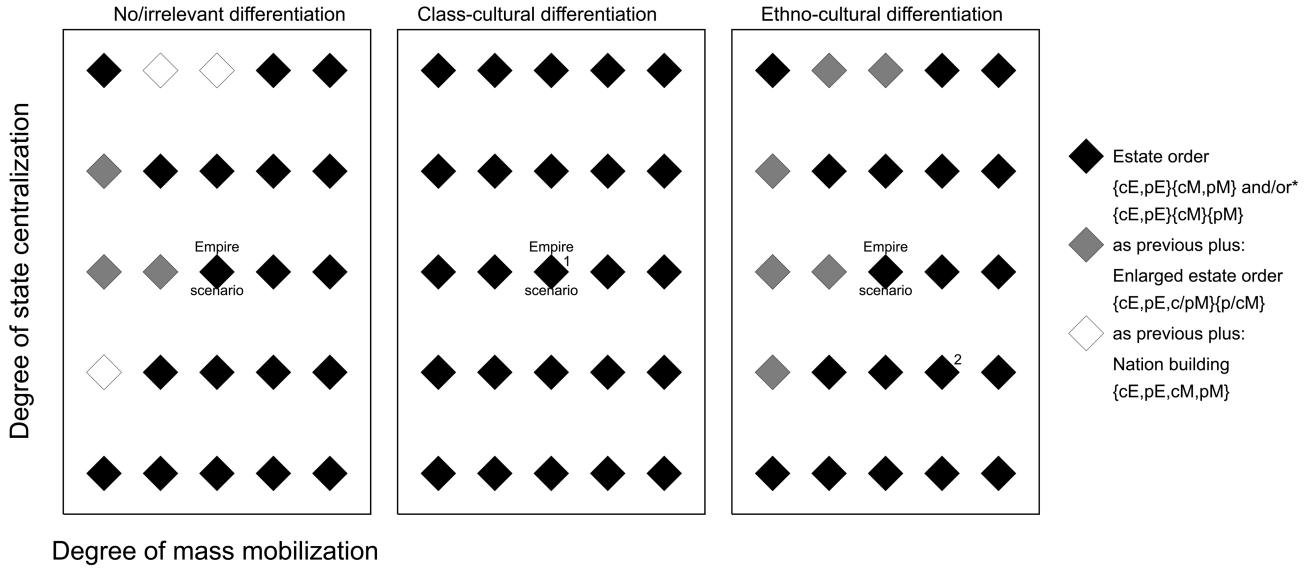 No/irrelevant differentiation
Class-cultural differentiation
Ethno-cultural differentiation
Degree of state centralization
Empire
scenario
Empire
1
scenario
Empire
scenario
2
Estate order
{cE,pE}{cM,pM} and/or*
{cE,pE}{cM}{pM}
as previous plus:
Enlarged estate order
{cE,pE,c/pM}{p/cM}
as previous plus:
Nation building
{cE,pE,cM,pM}
Degree of mass mobilization